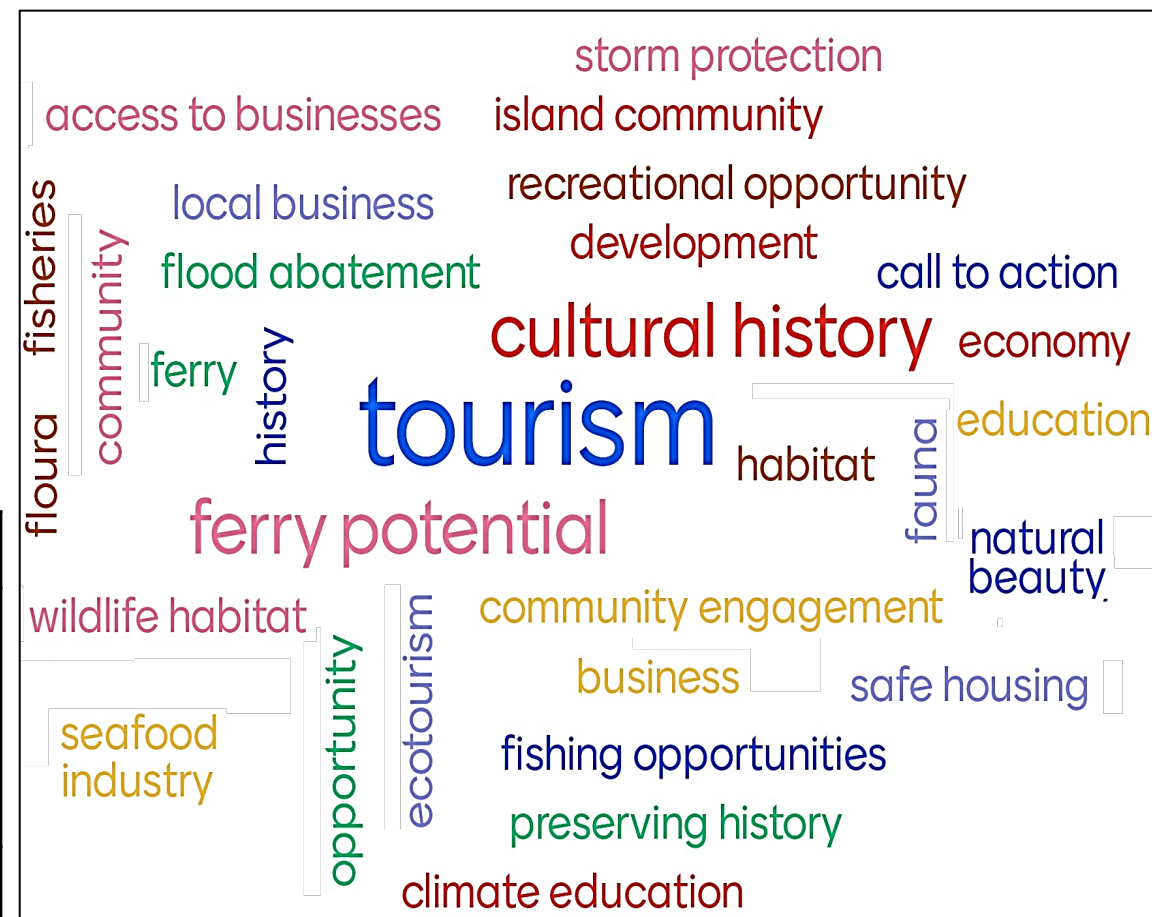 storm protection
access to businesses
island community
fisheries
local business
recreational opportunity
community
development
flood abatement
call to action
cultural history
economy
ferry
history
tourism
floura
habitat
fauna
education
ferry potential
natural
beauty
wildlife habitat
community engagement
opportunity
ecotourism
business
safe housing
seafood
industry
fishing opportunities
preserving history
climate education